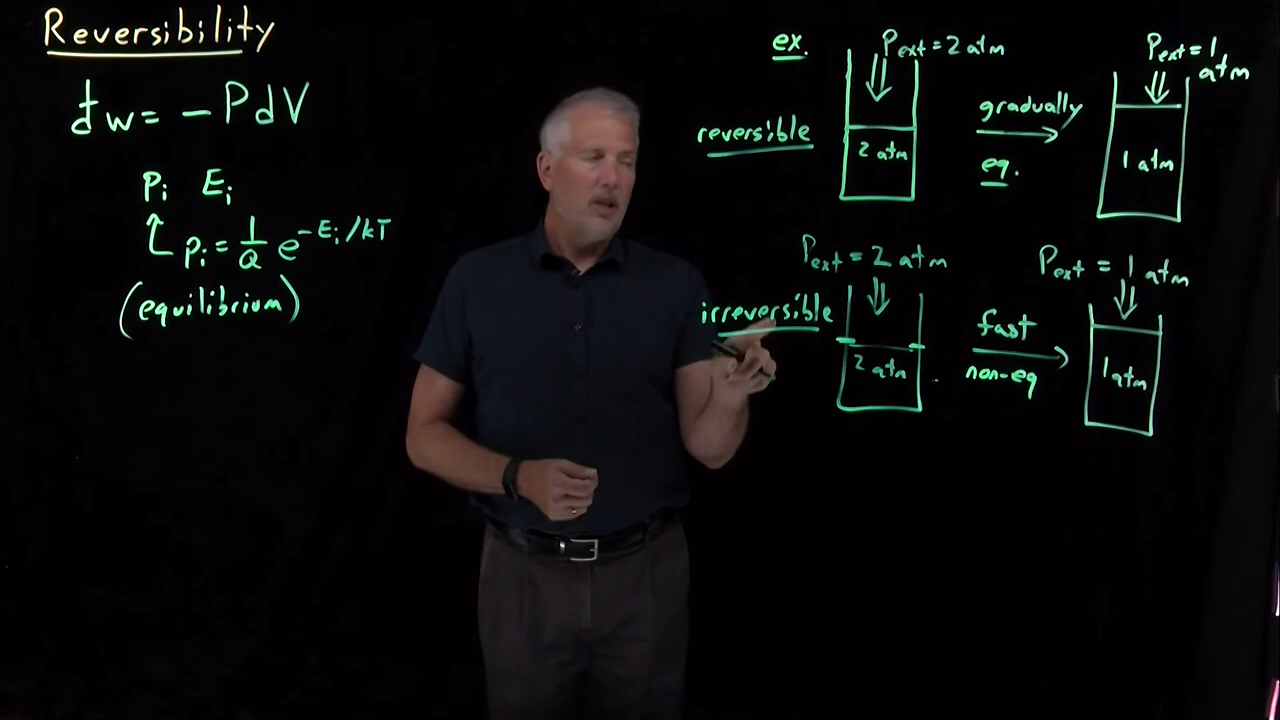 Reversibility
đw = - P dV
pᵢ Eᵢ
pᵢ = 1/Q e^(-Eᵢ/kT)
(equilibrium)
ex.
Pext = 2 atm
reversible
2 atm
gradually
eq.
Pext = 1 atm
1 atm
irreversible
Pext = 2 atm
2 atm
fast
non-eq
Pext = 1 atm
1 atm